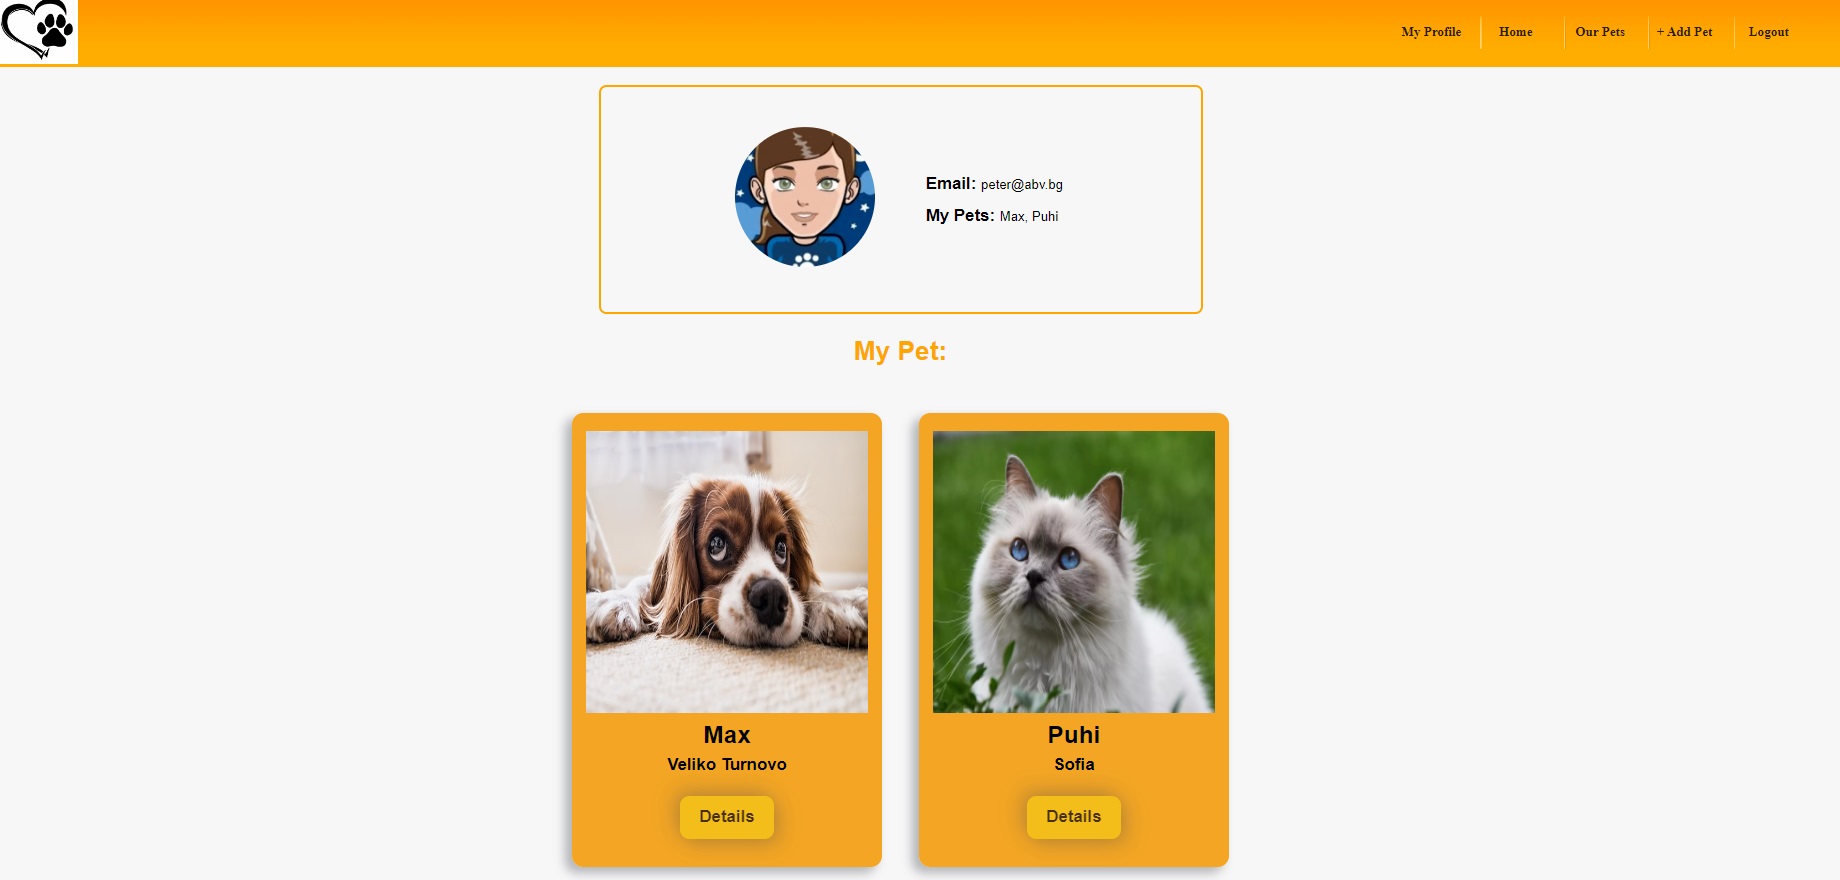 My Profile
Home
Our Pets
+ Add Pet
Logout
Email: peter@abv.bg
My Pets: Max, Puhi
My Pet:
Max
Veliko Turnovo
Details
Puhi
Sofia
Details